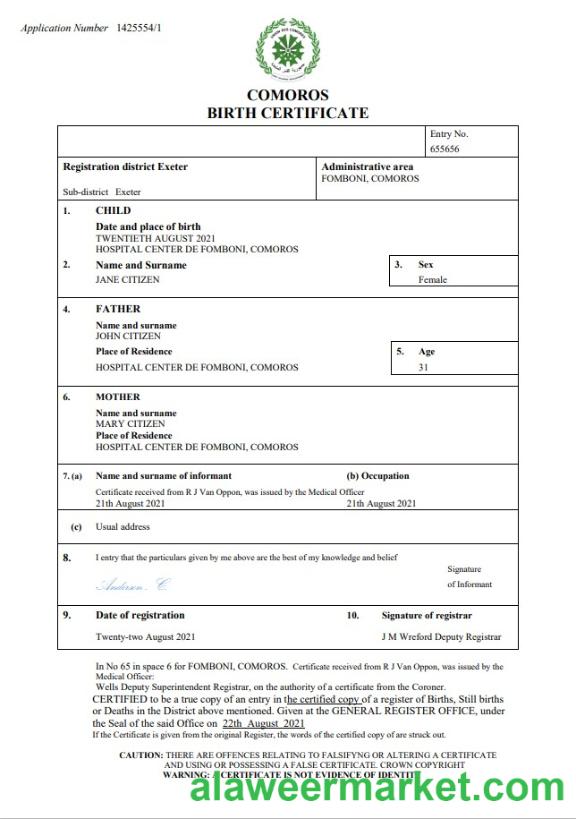 Application Number 1425554/1
UNION DES COMORES
COMOROS
BIRTH CERTIFICATE
Entry No.
655656
Registration district Exeter
Sub-district Exeter
Administrative area
FOMBONI, COMOROS
1. CHILD
Date and place of birth
TWENTIETH AUGUST 2021
HOSPITAL CENTER DE FOMBONI, COMOROS
2. Name and Surname
JANE CITIZEN
3. Sex
Female
4. FATHER
Name and surname
JOHN CITIZEN
Place of Residence
HOSPITAL CENTER DE FOMBONI, COMOROS
5. Age
31
6. MOTHER
Name and surname
MARY CITIZEN
Place of Residence
HOSPITAL CENTER DE FOMBONI, COMOROS
7. (a) Name and surname of informant
(b) Occupation
Certificate received from R J Van Oppon, was issued by the Medical Officer
21th August 2021
21th August 2021
(c) Usual address
8. I entry that the particulars given by me above are the best of my knowledge and belief
Anderson . C
Signature
of Informant
9. Date of registration
Twenty-two August 2021
10. Signature of registrar
J M Wreford Deputy Registrar
In No 65 in space 6 for FOMBONI, COMOROS. Certificate received from R J Van Oppon, was issued by the
Medical Officer:
Wells Deputy Superintendent Registrar, on the authority of a certificate from the Coroner.
CERTIFIED to be a true copy of an entry in the certified copy of a register of Births, Still births
or Deaths in the District above mentioned. Given at the GENERAL REGISTER OFFICE, under
the Seal of the said Office on 22th August 2021
If the Certificate is given from the original Register, the words of the certified copy of are struck out.
CAUTION: THERE ARE OFFENCES RELATING TO FALSIFYNG OR ALTERING A CERTIFICATE
AND USING OR POSSESSING A FALSE CERTIFICATE. CROWN COPYRIGHT
WARNING: A CERTIFICATE IS NOT EVIDENCE OF IDENTITY
alaweermarket.com